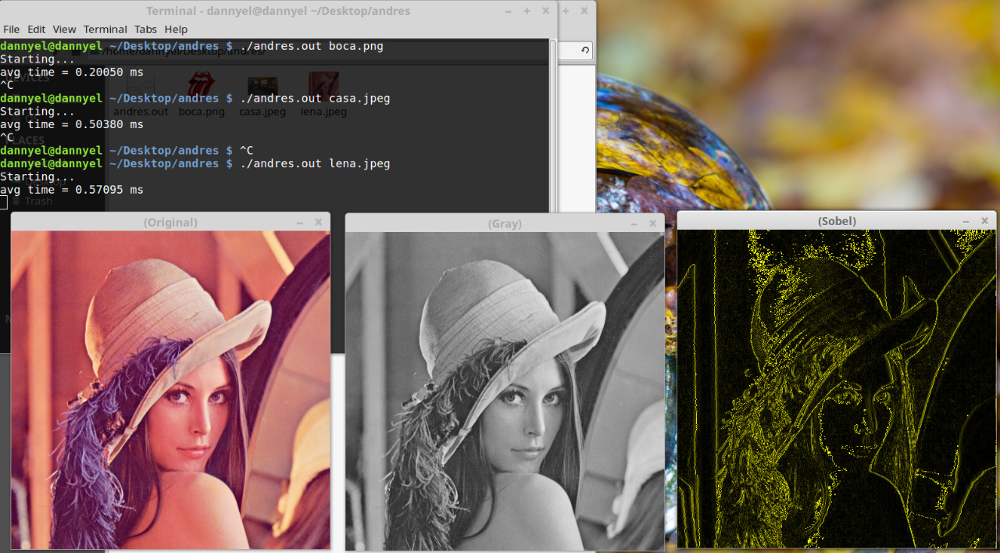 Terminal - dannyel@dannyel ~/Desktop/andres
File Edit View Terminal Tabs Help
dannyel@dannyel ~/Desktop/andres $ ./andres.out boca.png
/home/dannyel/Desktop/andres/
Starting...
avg time = 0.20050 ms
DEVICES
^C
dannyel@dannyel ~/Desktop/andres $ ./andres.out casa.jpeg
Starting...
andres.out boca.png casa.jpeg lena.jpeg
avg time = 0.50380 ms
^C
PLACES
dannyel@dannyel ~/Desktop/andres $ ^C
dannyel@dannyel ~/Desktop/andres $ ./andres.out lena.jpeg
Starting...
avg time = 0.57095 ms
Trash
(Original)
(Gray)
(Sobel)